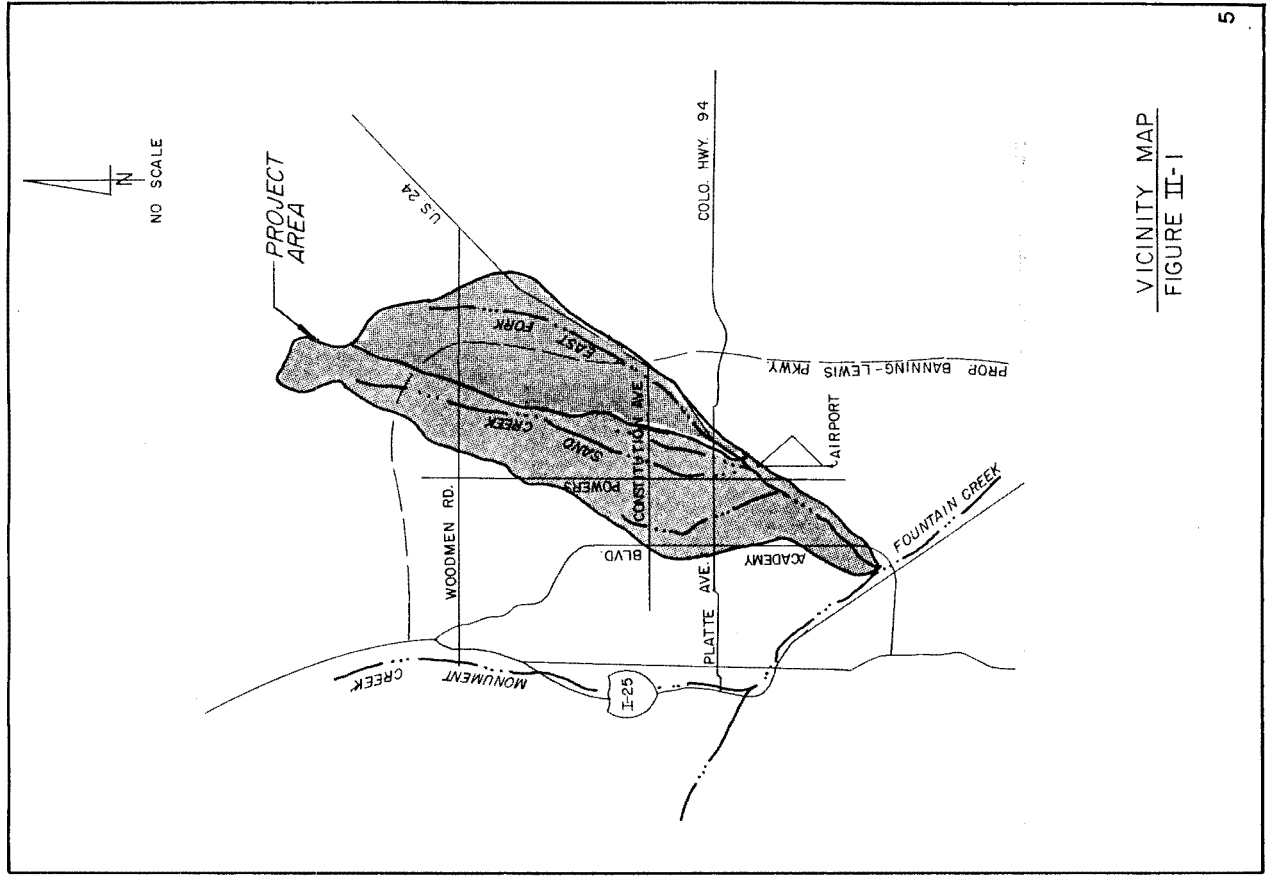 5
N
NO SCALE
PROJECT
AREA
U.S. 24
COLO. HWY. 94
EAST
FORK
SAND
CREEK
CONSTITUTION AVE
POWERS
BLVD.
WOODMEN RD.
PLATTE AVE.
ACADEMY
PROP. BANNING-LEWIS PKWY.
AIRPORT
FOUNTAIN CREEK
MONUMENT
CREEK
I-25
VICINITY MAP
FIGURE II-1